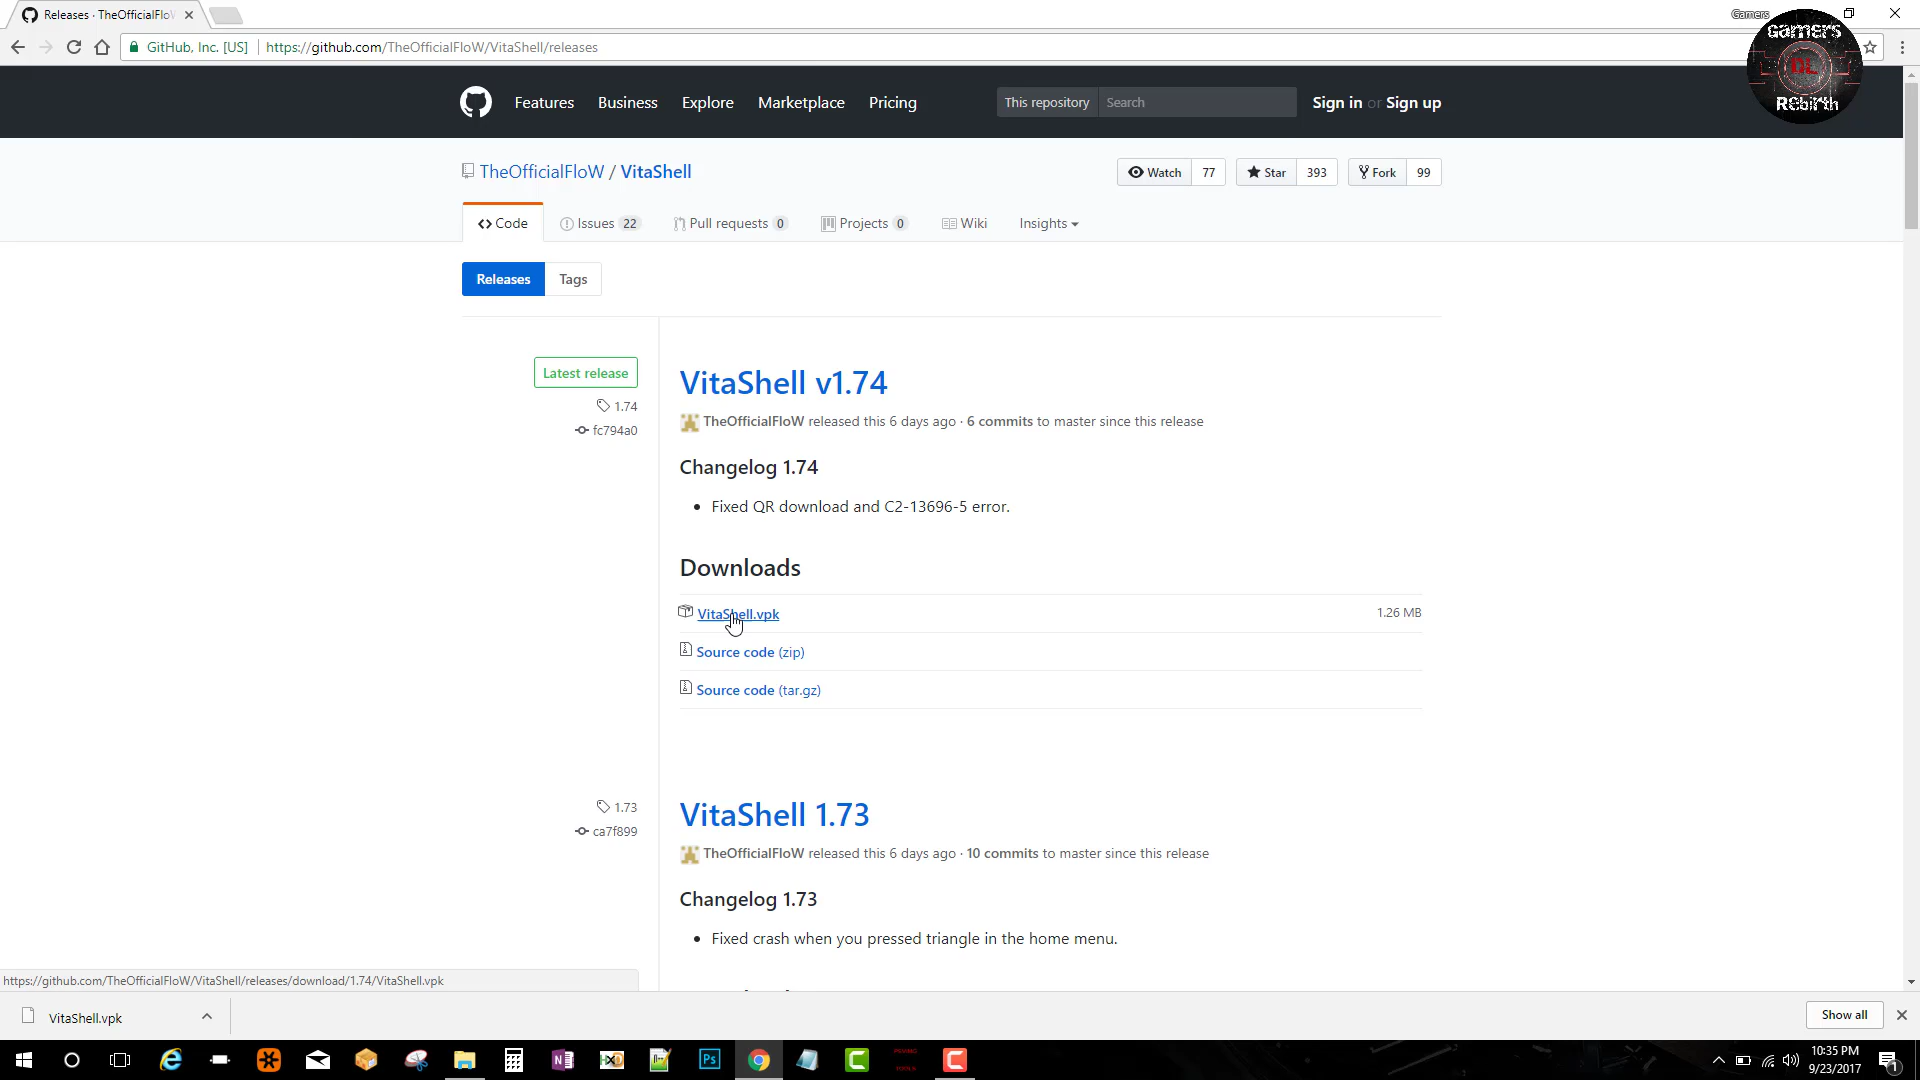 Releases · TheOfficialFloW
Gamers
GitHub, Inc. [US]
https://github.com/TheOfficialFloW/VitaShell/releases
Gamers
NL
REbirth
Features
Business
Explore
Marketplace
Pricing
This repository
Search
Sign in or Sign up
TheOfficialFloW / VitaShell
Watch 77
Star 393
Fork 99
Code
Issues 22
Pull requests 0
Projects 0
Wiki
Insights
Releases
Tags
Latest release
1.74
fc794a0
VitaShell v1.74
TheOfficialFloW released this 6 days ago · 6 commits to master since this release
Changelog 1.74
• Fixed QR download and C2-13696-5 error.
Downloads
VitaShell.vpk
1.26 MB
Source code (zip)
Source code (tar.gz)
1.73
ca7f899
VitaShell 1.73
TheOfficialFloW released this 6 days ago · 10 commits to master since this release
Changelog 1.73
• Fixed crash when you pressed triangle in the home menu.
https://github.com/TheOfficialFloW/VitaShell/releases/download/1.74/VitaShell.vpk
VitaShell.vpk
Show all
10:35 PM
9/23/2017